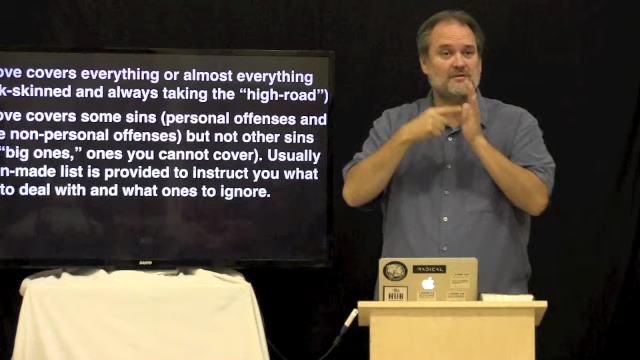 ove covers everything or almost everything
k-skinned and always taking the “high-road”)
ove covers some sins (personal offenses and
e non-personal offenses) but not other sins
“big ones,” ones you cannot cover). Usually
n-made list is provided to instruct you what
to deal with and what ones to ignore.
RADICAL
HUB